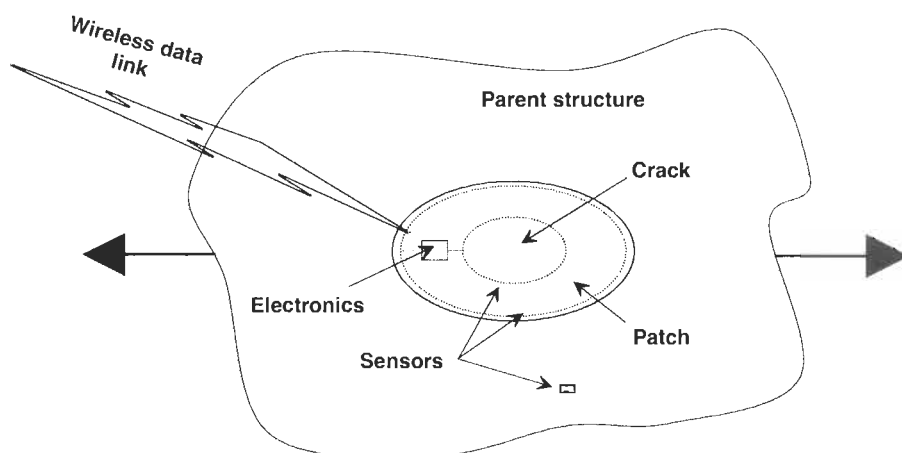 Wireless data
link
Parent structure
Crack
Electronics
Sensors
Patch